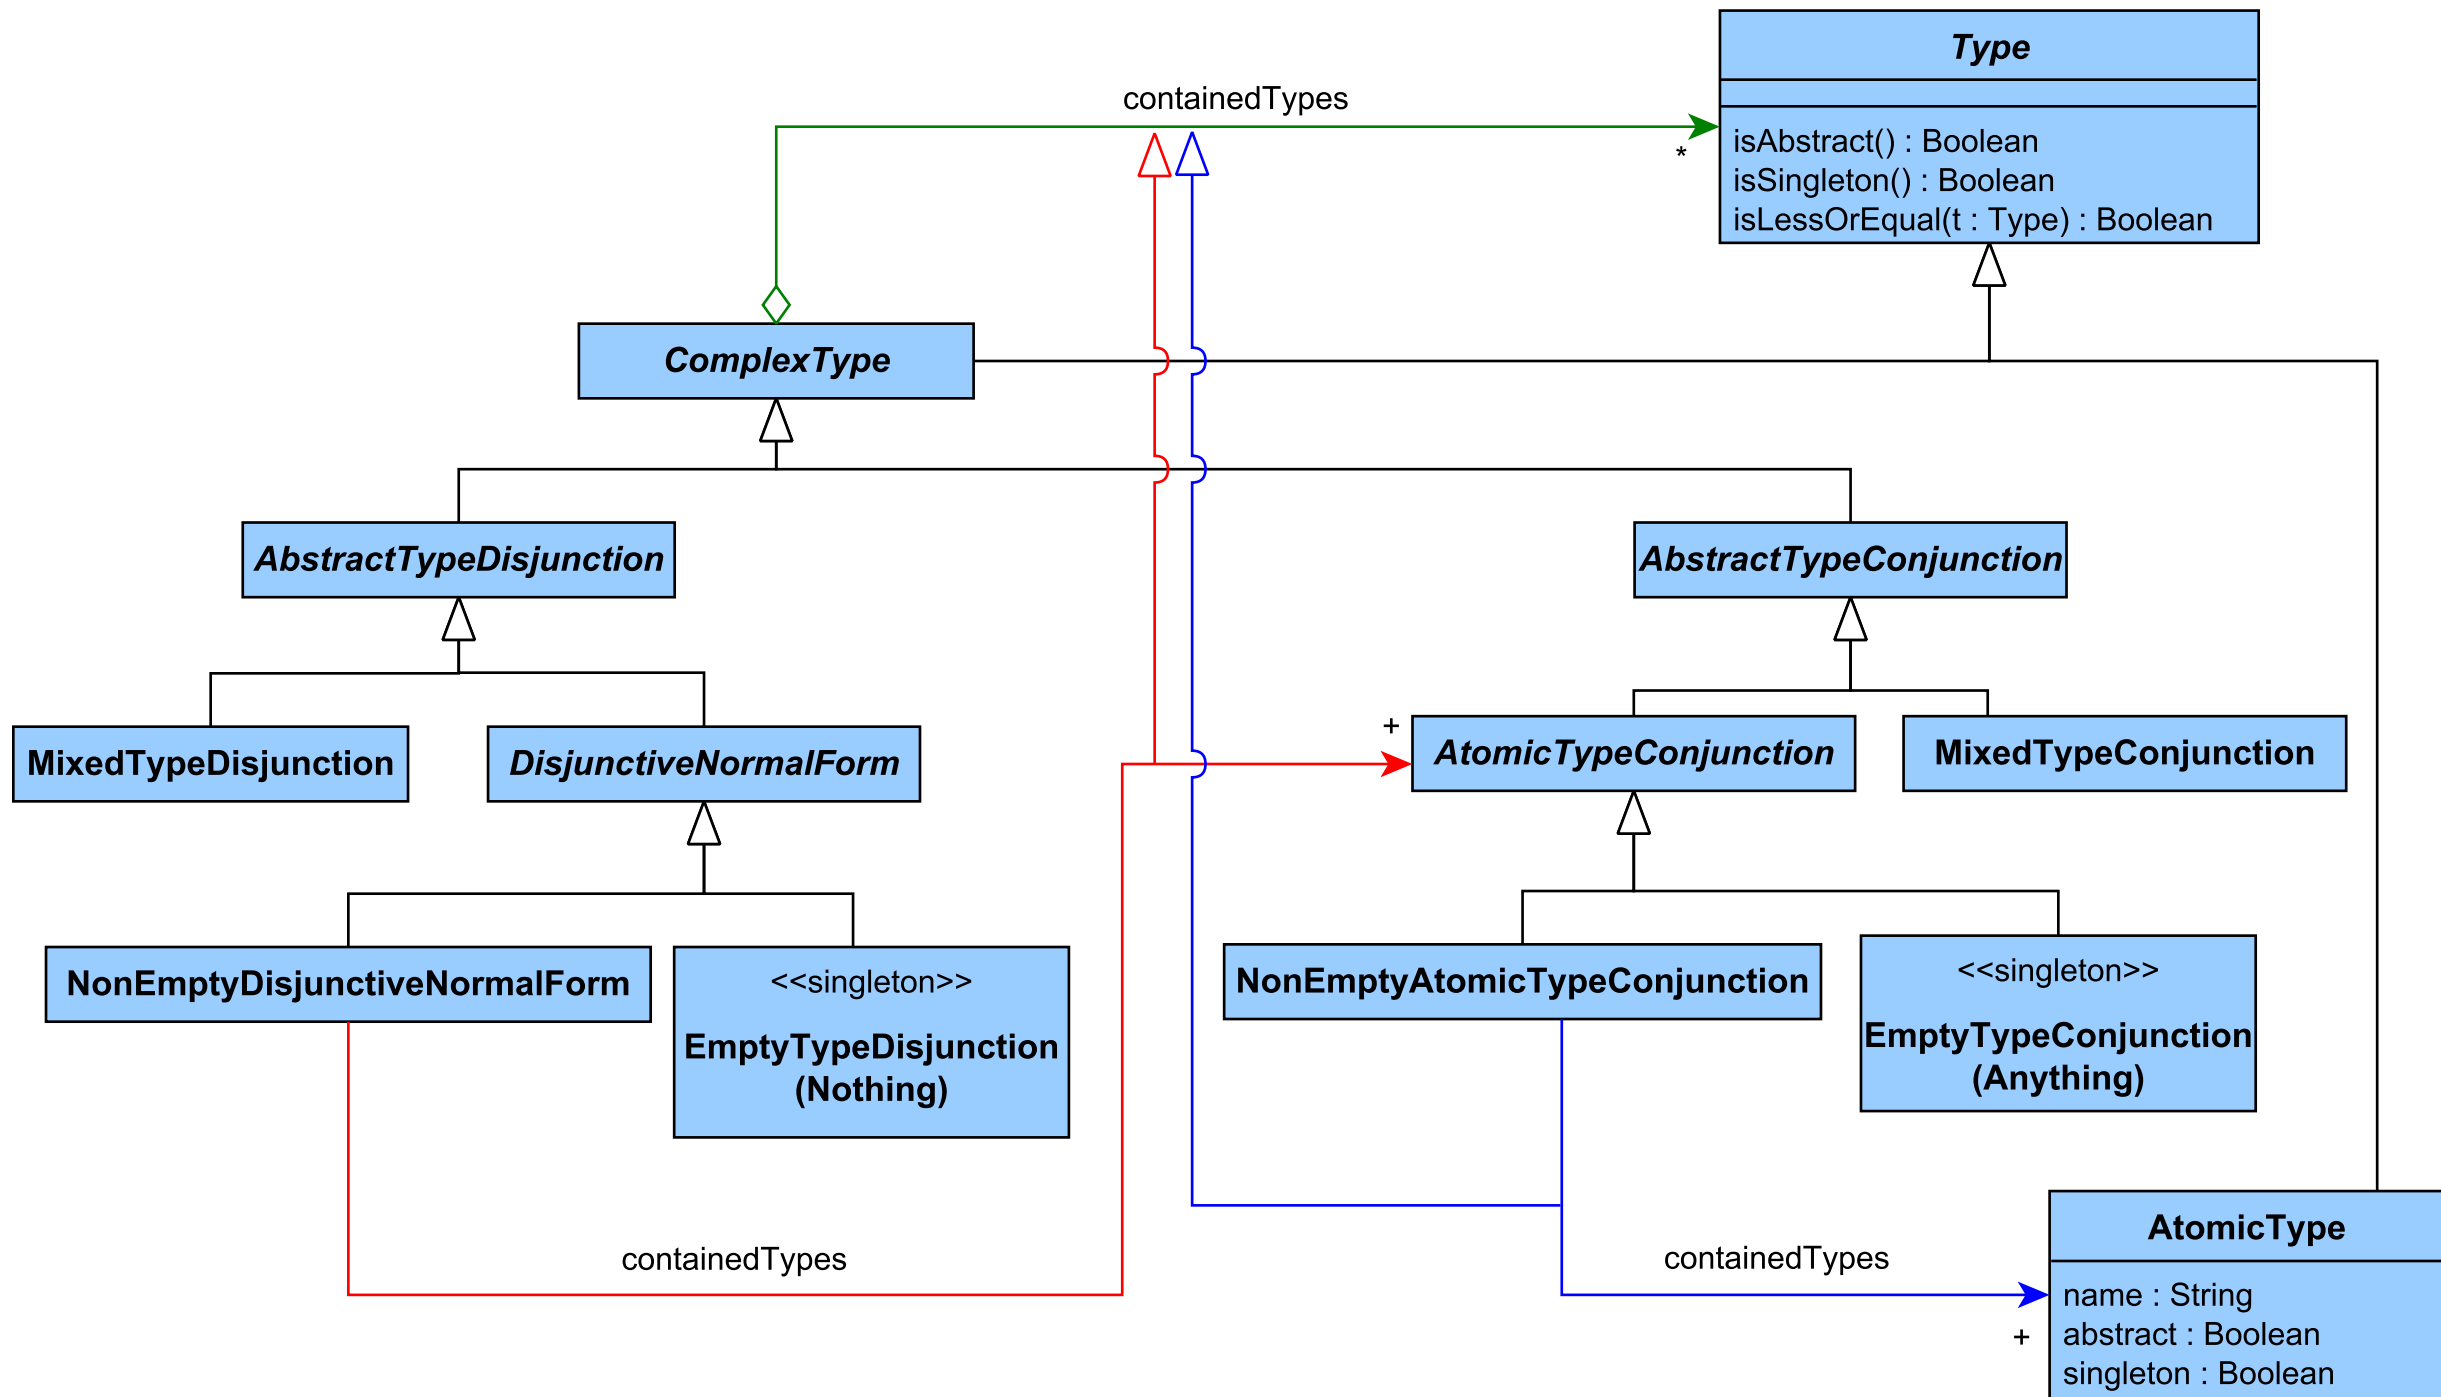 Type
containedTypes
*
isAbstract() : Boolean
isSingleton() : Boolean
isLessOrEqual(t : Type) : Boolean
ComplexType
AbstractTypeDisjunction
AbstractTypeConjunction
+
MixedTypeDisjunction
DisjunctiveNormalForm
AtomicTypeConjunction
MixedTypeConjunction
NonEmptyDisjunctiveNormalForm
<<singleton>>
EmptyTypeDisjunction
(Nothing)
NonEmptyAtomicTypeConjunction
<<singleton>>
EmptyTypeConjunction
(Anything)
AtomicType
containedTypes
containedTypes
name : String
+
abstract : Boolean
singleton : Boolean